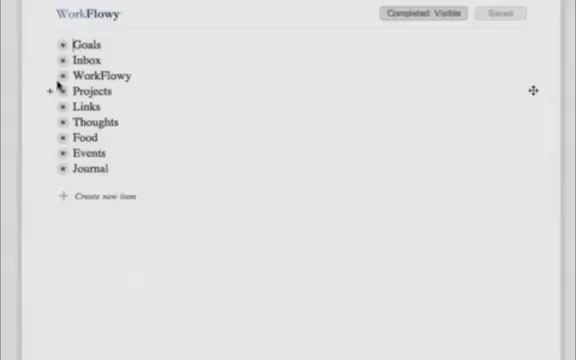 WorkFlowy
Completed: Visible
Saved
Goals
Inbox
WorkFlowy
Projects
Links
Thoughts
Food
Events
Journal
Create new item